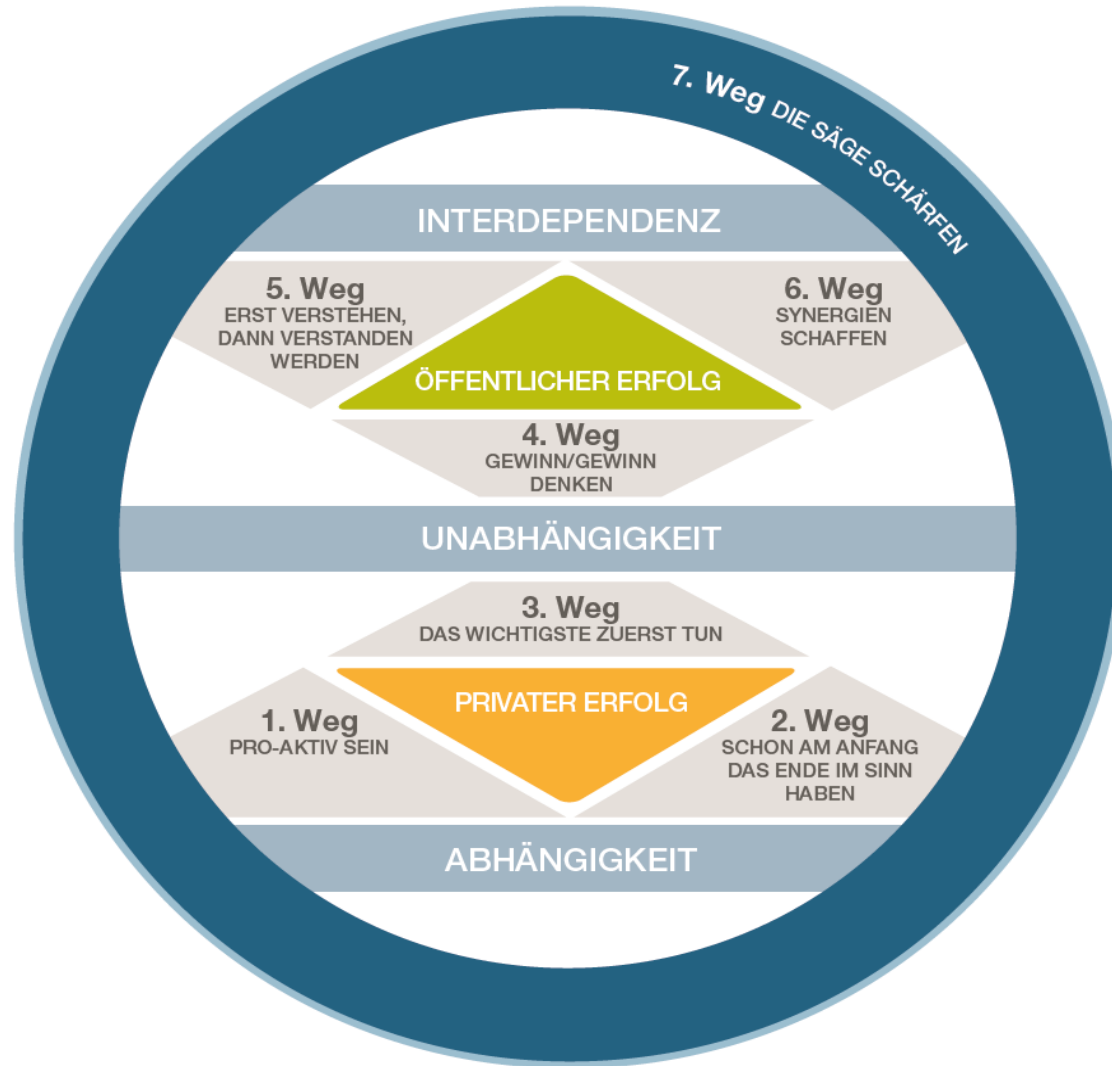 7. Weg DIE SÄGE SCHÄRFEN
INTERDEPENDENZ
5. Weg
ERST VERSTEHEN,
DANN VERSTANDEN
WERDEN
6. Weg
SYNERGIEN
SCHAFFEN
ÖFFENTLICHER ERFOLG
4. Weg
GEWINN/GEWINN
DENKEN
UNABHÄNGIGKEIT
3. Weg
DAS WICHTIGSTE ZUERST TUN
PRIVATER ERFOLG
1. Weg
PRO-AKTIV SEIN
2. Weg
SCHON AM ANFANG
DAS ENDE IM SINN
HABEN
ABHÄNGIGKEIT